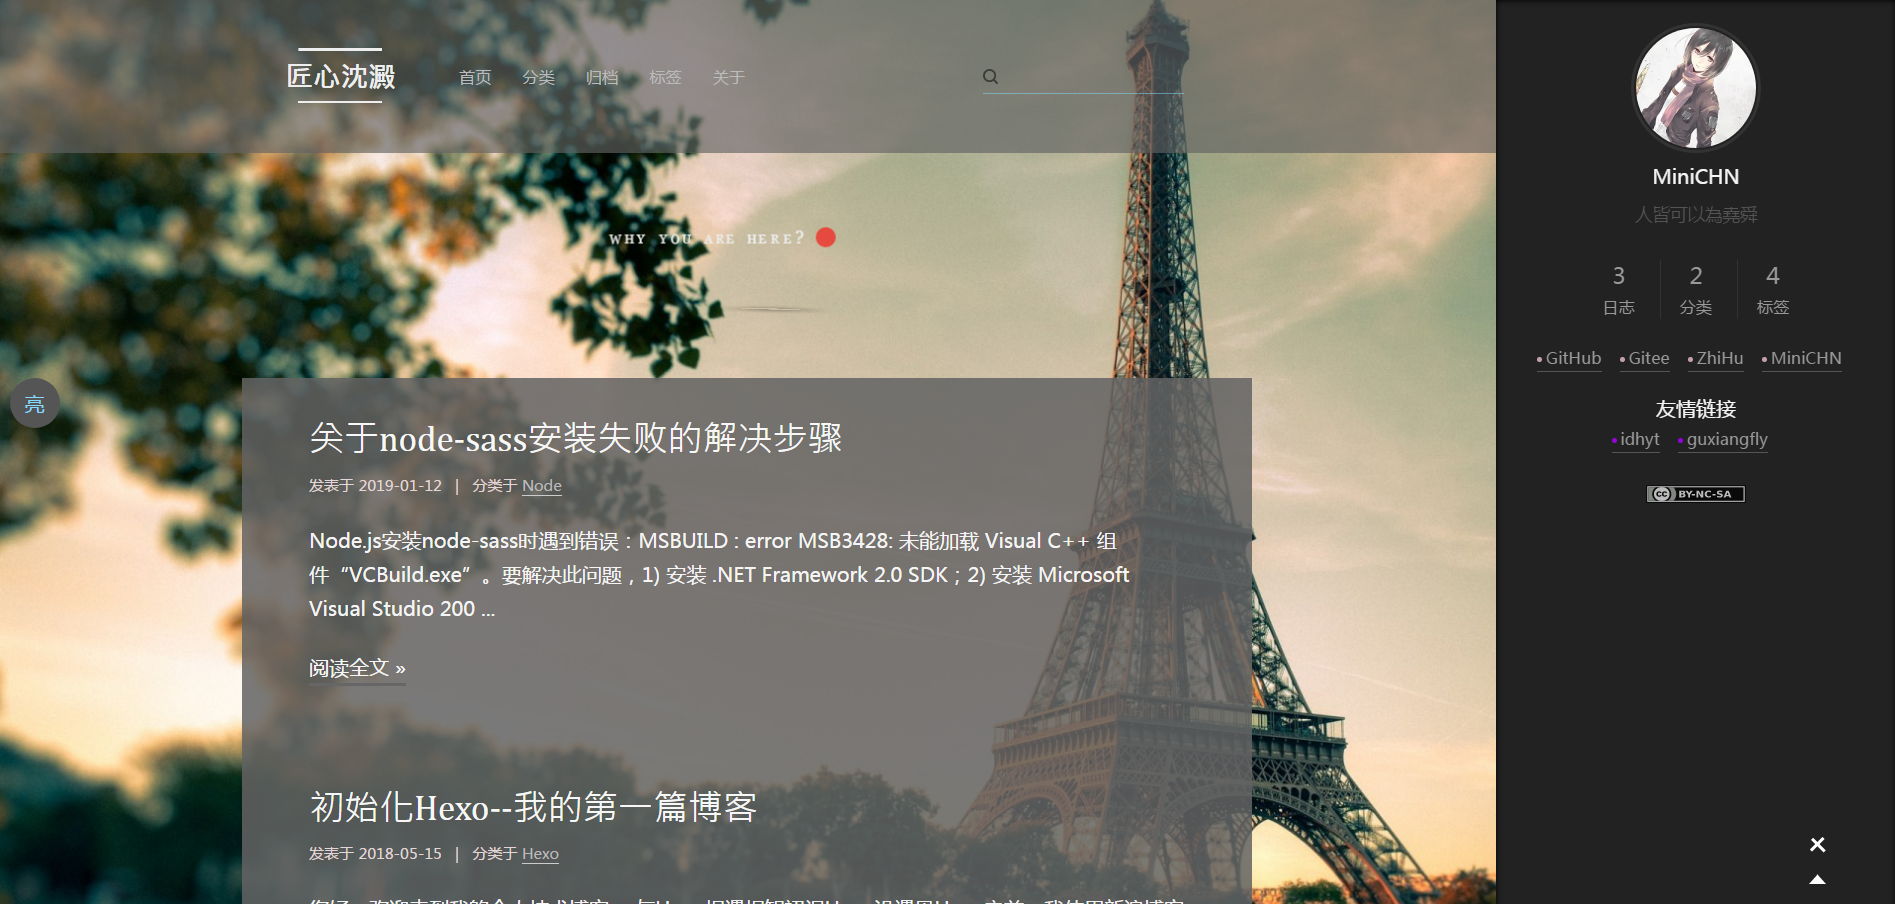 匠心沈澱
首页 分类 归档 标签 关于
WHY YOU ARE HERE?
亮
关于node-sass安装失败的解决步骤
发表于 2019-01-12 | 分类于 Node
Node.js安装node-sass时遇到错误：MSBUILD : error MSB3428: 未能加载 Visual C++ 组
件“VCBuild.exe”。要解决此问题，1) 安装 .NET Framework 2.0 SDK；2) 安装 Microsoft
Visual Studio 200 ...
阅读全文 »
初始化Hexo--我的第一篇博客
发表于 2018-05-15 | 分类于 Hexo
MiniCHN
人皆可以為堯舜
3 2 4
日志 分类 标签
GitHub Gitee ZhiHu MiniCHN
友情链接
idhyt guxiangfly
cc BY-NC-SA